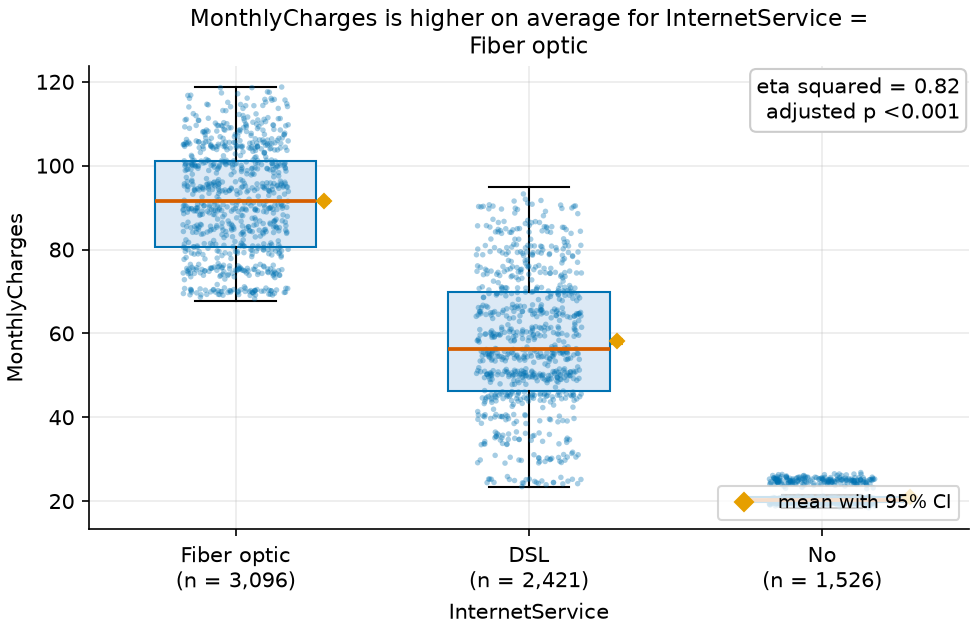 MonthlyCharges is higher on average for InternetService =
Fiber optic
eta squared = 0.82
adjusted p <0.001
MonthlyCharges
120
100
80
60
40
20
mean with 95% CI
Fiber optic
(n = 3,096)
DSL
(n = 2,421)
No
(n = 1,526)
InternetService